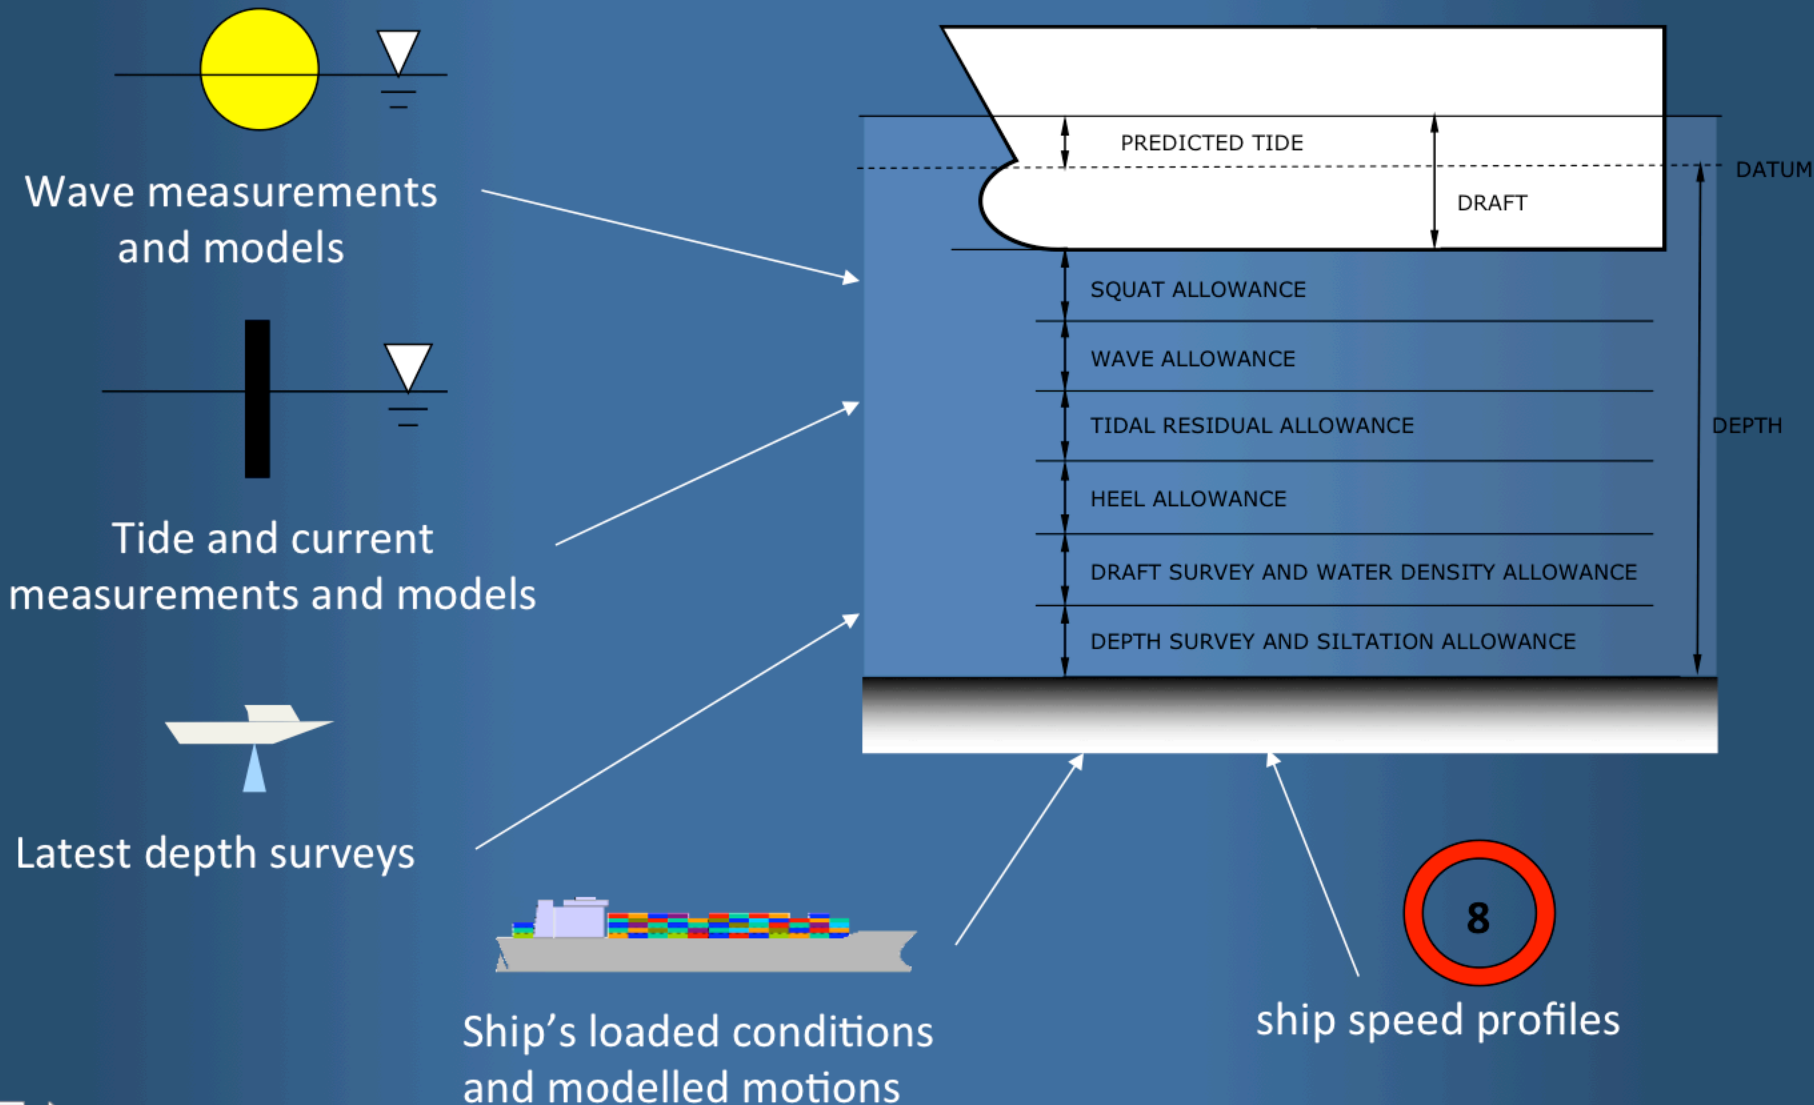 Wave measurements
and models
Tide and current
measurements and models
Latest depth surveys
Ship’s loaded conditions
and modelled motions
ship speed profiles
8
PREDICTED TIDE
DATUM
DRAFT
SQUAT ALLOWANCE
WAVE ALLOWANCE
TIDAL RESIDUAL ALLOWANCE
DEPTH
HEEL ALLOWANCE
DRAFT SURVEY AND WATER DENSITY ALLOWANCE
DEPTH SURVEY AND SILTATION ALLOWANCE